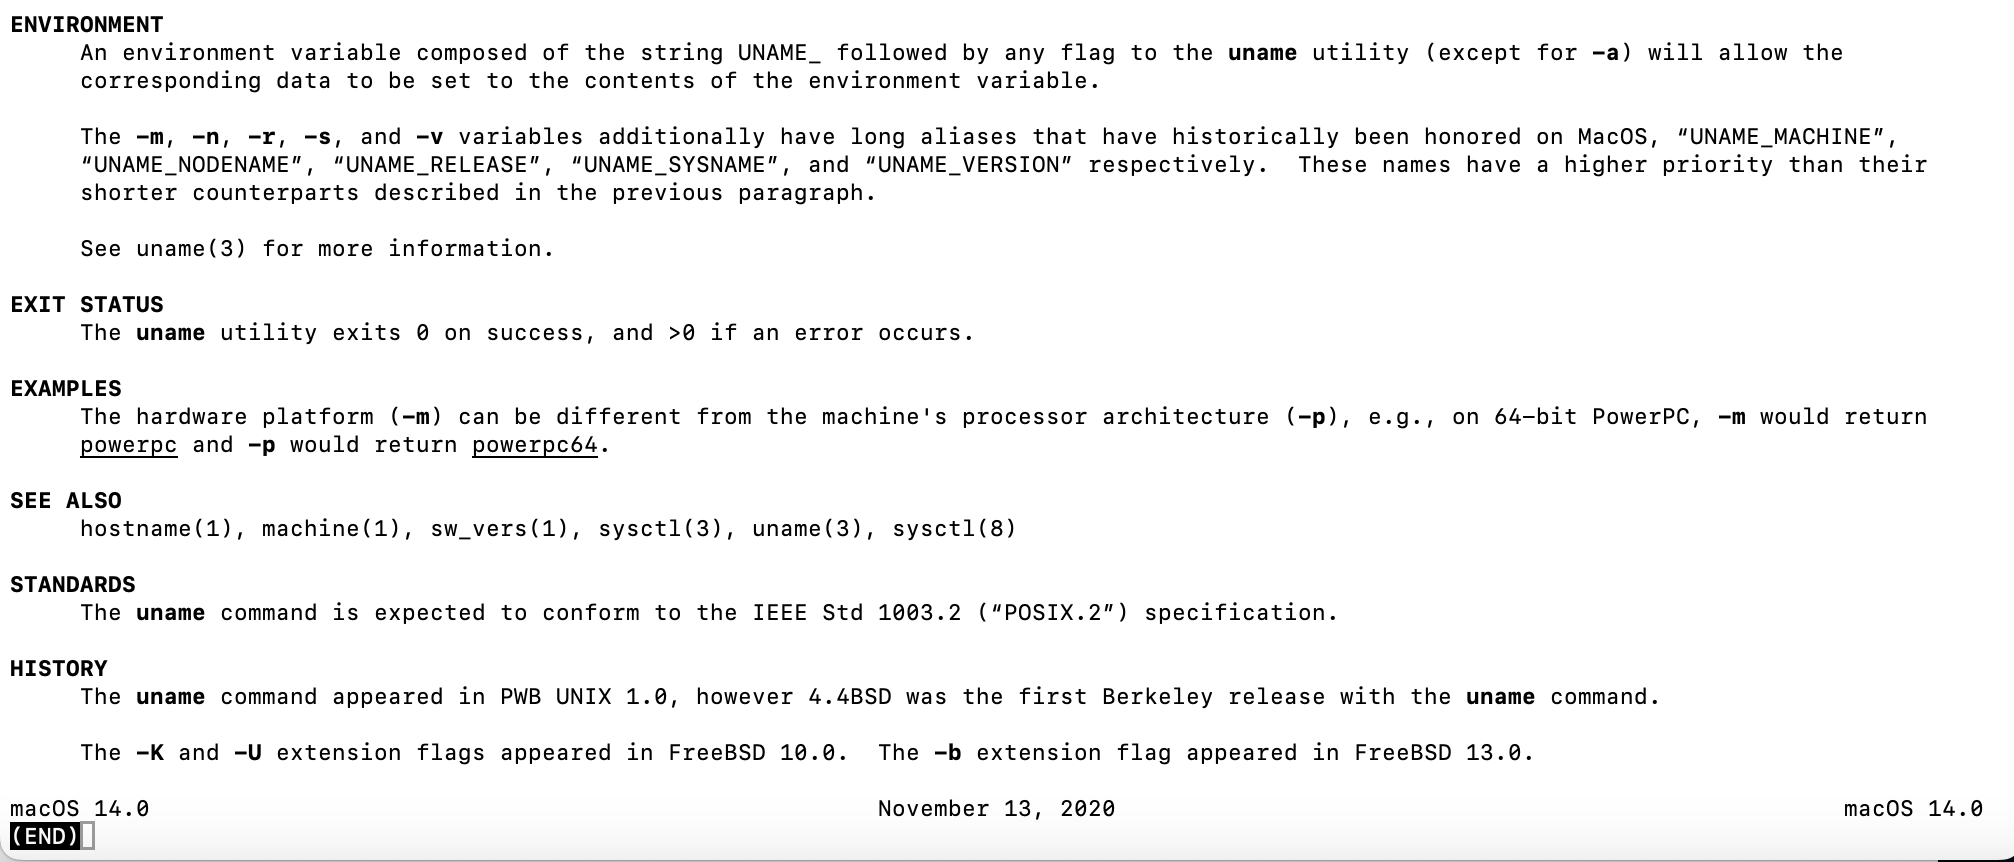 ENVIRONMENT
An environment variable composed of the string UNAME_ followed by any flag to the uname utility (except for -a) will allow the
corresponding data to be set to the contents of the environment variable.
The -m, -n, -r, -s, and -v variables additionally have long aliases that have historically been honored on MacOS, “UNAME_MACHINE”,
“UNAME_NODENAME”, “UNAME_RELEASE”, “UNAME_SYSNAME”, and “UNAME_VERSION” respectively.  These names have a higher priority than their
shorter counterparts described in the previous paragraph.
See uname(3) for more information.
EXIT STATUS
The uname utility exits 0 on success, and >0 if an error occurs.
EXAMPLES
The hardware platform (-m) can be different from the machine's processor architecture (-p), e.g., on 64-bit PowerPC, -m would return
powerpc and -p would return powerpc64.
SEE ALSO
hostname(1), machine(1), sw_vers(1), sysctl(3), uname(3), sysctl(8)
STANDARDS
The uname command is expected to conform to the IEEE Std 1003.2 (“POSIX.2”) specification.
HISTORY
The uname command appeared in PWB UNIX 1.0, however 4.4BSD was the first Berkeley release with the uname command.
The -K and -U extension flags appeared in FreeBSD 10.0.  The -b extension flag appeared in FreeBSD 13.0.
macOS 14.0 November 13, 2020 macOS 14.0
(END)